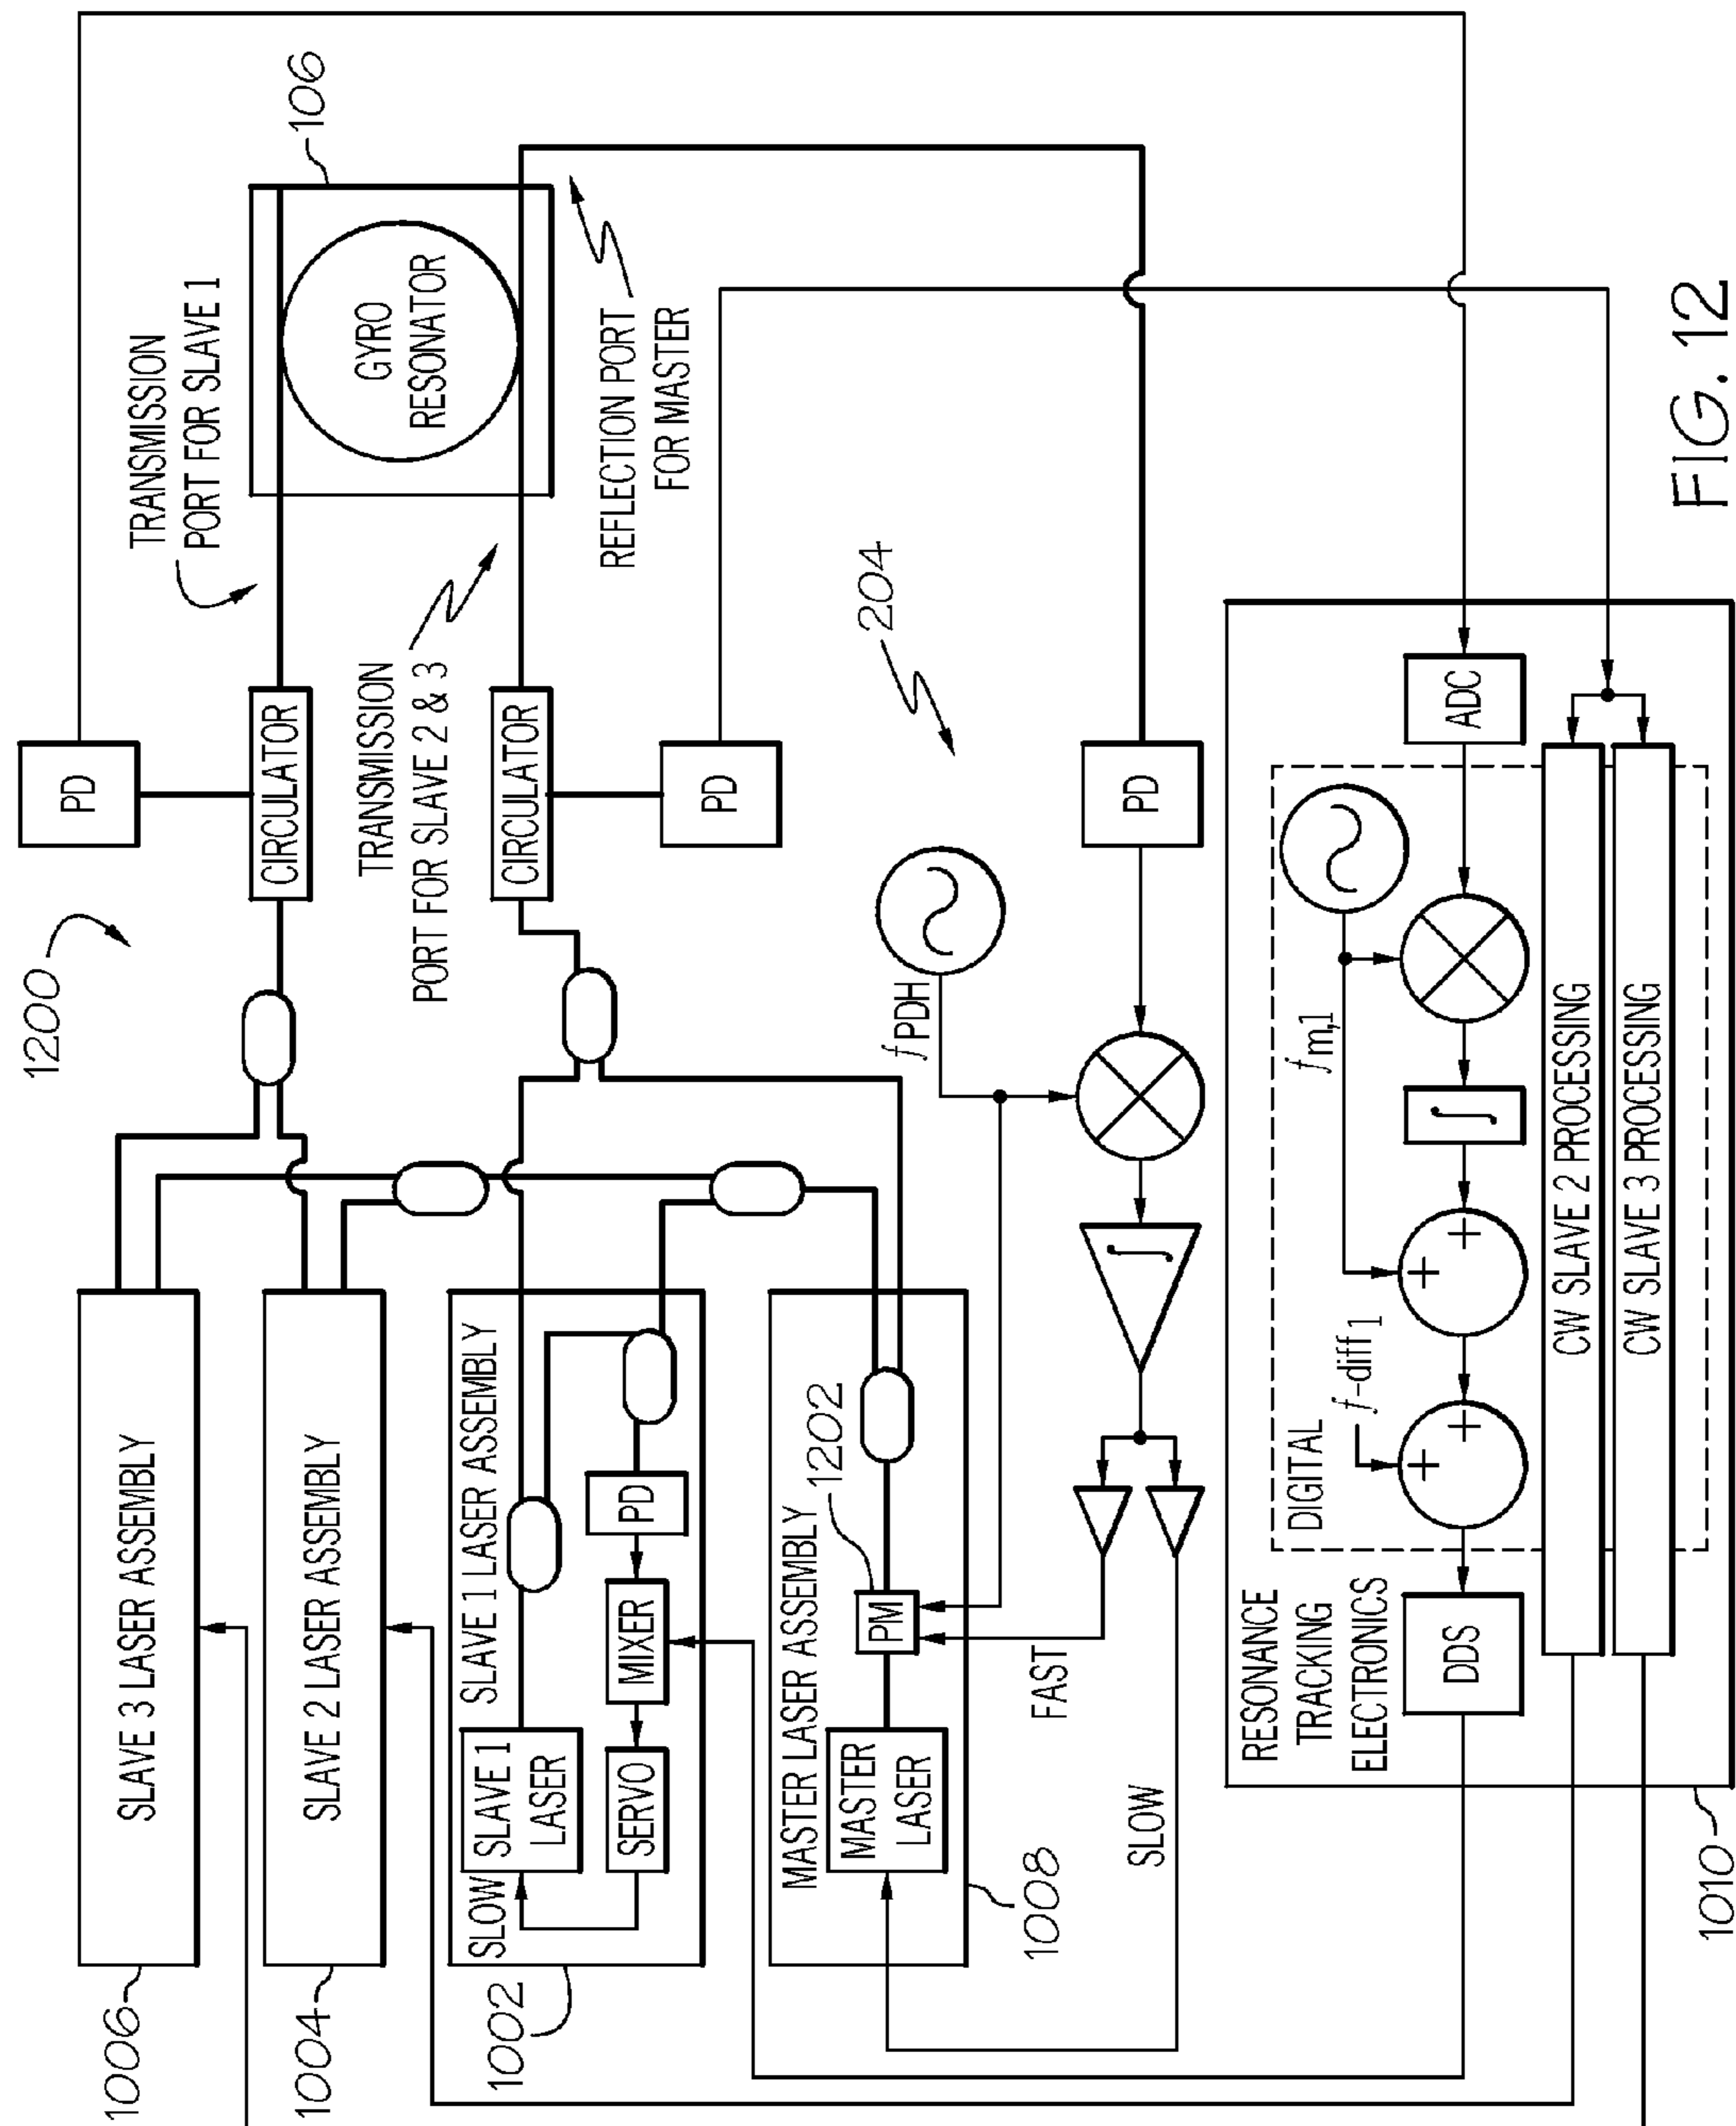 1006
SLAVE 3 LASER ASSEMBLY
1004
SLAVE 2 LASER ASSEMBLY
1002
SLAVE 1 LASER ASSEMBLY
SLOW
SLAVE 1
LASER
SERVO
MIXER
PD
1008
MASTER LASER ASSEMBLY
MASTER
LASER
PM
1202
FAST
SLOW
1200
PD
CIRCULATOR
TRANSMISSION
PORT FOR SLAVE 1
TRANSMISSION
PORT FOR SLAVE 2 & 3
CIRCULATOR
PD
GYRO
RESONATOR
106
REFLECTION PORT
FOR MASTER
204
fPDH
∫
PD
1010
RESONANCE
TRACKING
ELECTRONICS
DDS
DIGITAL
f-diff1
+
+
+
+
∫
fm,1
ADC
CW SLAVE 2 PROCESSING
CW SLAVE 3 PROCESSING
FIG. 12